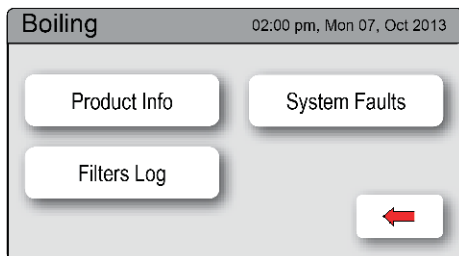 Boiling 02:00 pm, Mon 07, Oct 2013
Product Info System Faults
Filters Log